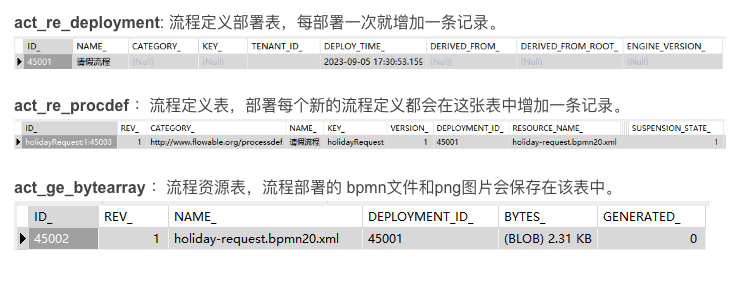 act_re_deployment: 流程定义部署表，每部署一次就增加一条记录。
ID_ NAME_ CATEGORY_ KEY_ TENANT_ID_ DEPLOY_TIME_ DERIVED_FROM_ DERIVED_FROM_ROOT_ ENGINE_VERSION_
45001 请假流程 (Null) (Null) 2023-09-05 17:30:53.159 (Null) (Null) (Null)
act_re_procdef ：流程定义表，部署每个新的流程定义都会在这张表中增加一条记录。
ID_ REV_ CATEGORY_ NAME_ KEY_ VERSION_ DEPLOYMENT_ID_ RESOURCE_NAME_ SUSPENSION_STATE_
holidayRequest:1:45003 1 http://www.flowable.org/processdef 请假流程 holidayRequest 1 45001 holiday-request.bpmn20.xml 1
act_ge_bytearray ：流程资源表，流程部署的 bpmn文件和png图片会保存在该表中。
ID_ REV_ NAME_ DEPLOYMENT_ID_ BYTES_ GENERATED_
45002 1 holiday-request.bpmn20.xml 45001 (BLOB) 2.31 KB 0